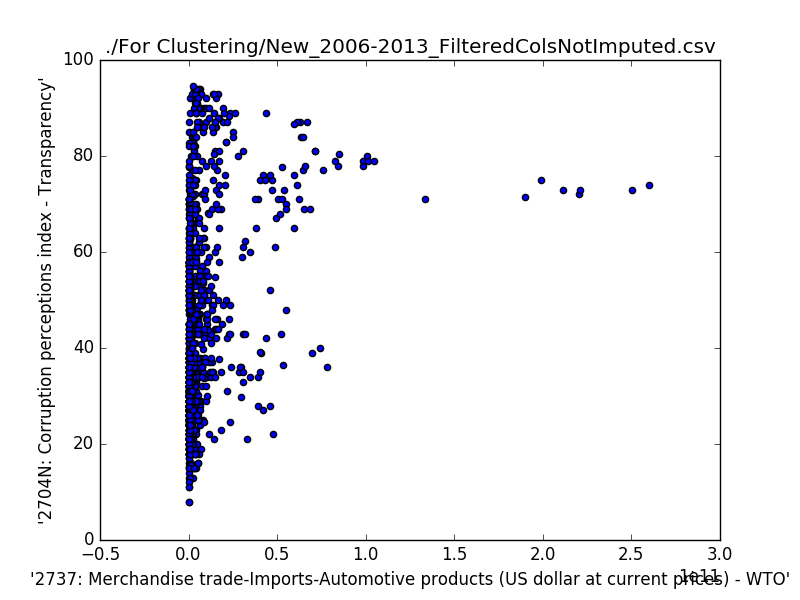 ./For Clustering/New_2006-2013_FilteredColsNotImputed.csv
100
80
60
40
20
0
'2704N: Corruption perceptions index - Transparency'
−0.5 0.0 0.5 1.0 1.5 2.0 2.5 3.0
1e11
'2737: Merchandise trade-Imports-Automotive products (US dollar at current prices) - WTO'